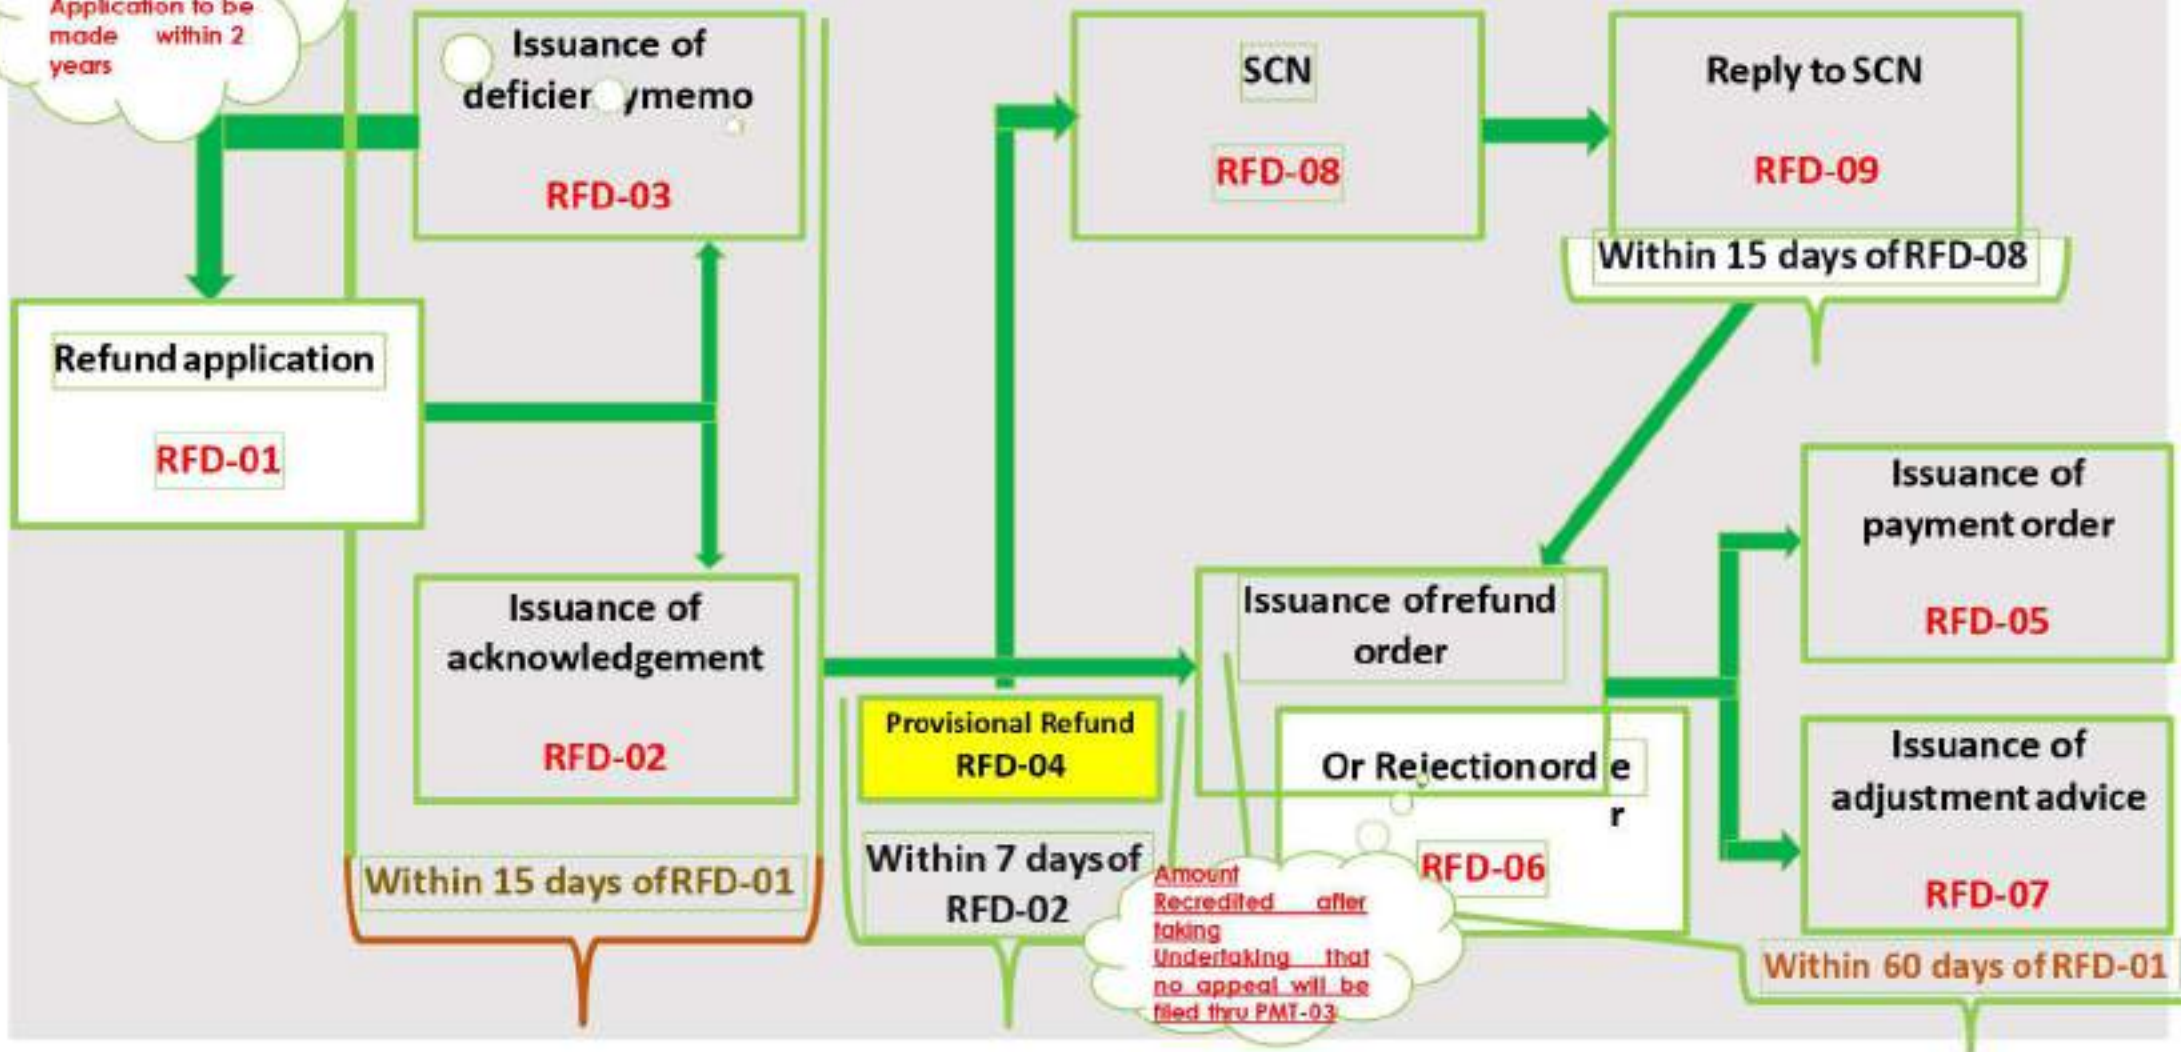 Application to be
made within 2
years
Issuance of
deficier ymemo
RFD-03
SCN
RFD-08
Reply to SCN
RFD-09
Within 15 days of RFD-08
Refund application
RFD-01
Issuance of
acknowledgement
RFD-02
Within 15 days of RFD-01
Provisional Refund
RFD-04
Within 7 days of
RFD-02
Issuance of refund
order
Or Rejection orde
r
RFD-06
Amount
Recredited after
taking
Undertaking that
no appeal will be
filed thru PMT-03
Issuance of
payment order
RFD-05
Issuance of
adjustment advice
RFD-07
Within 60 days of RFD-01